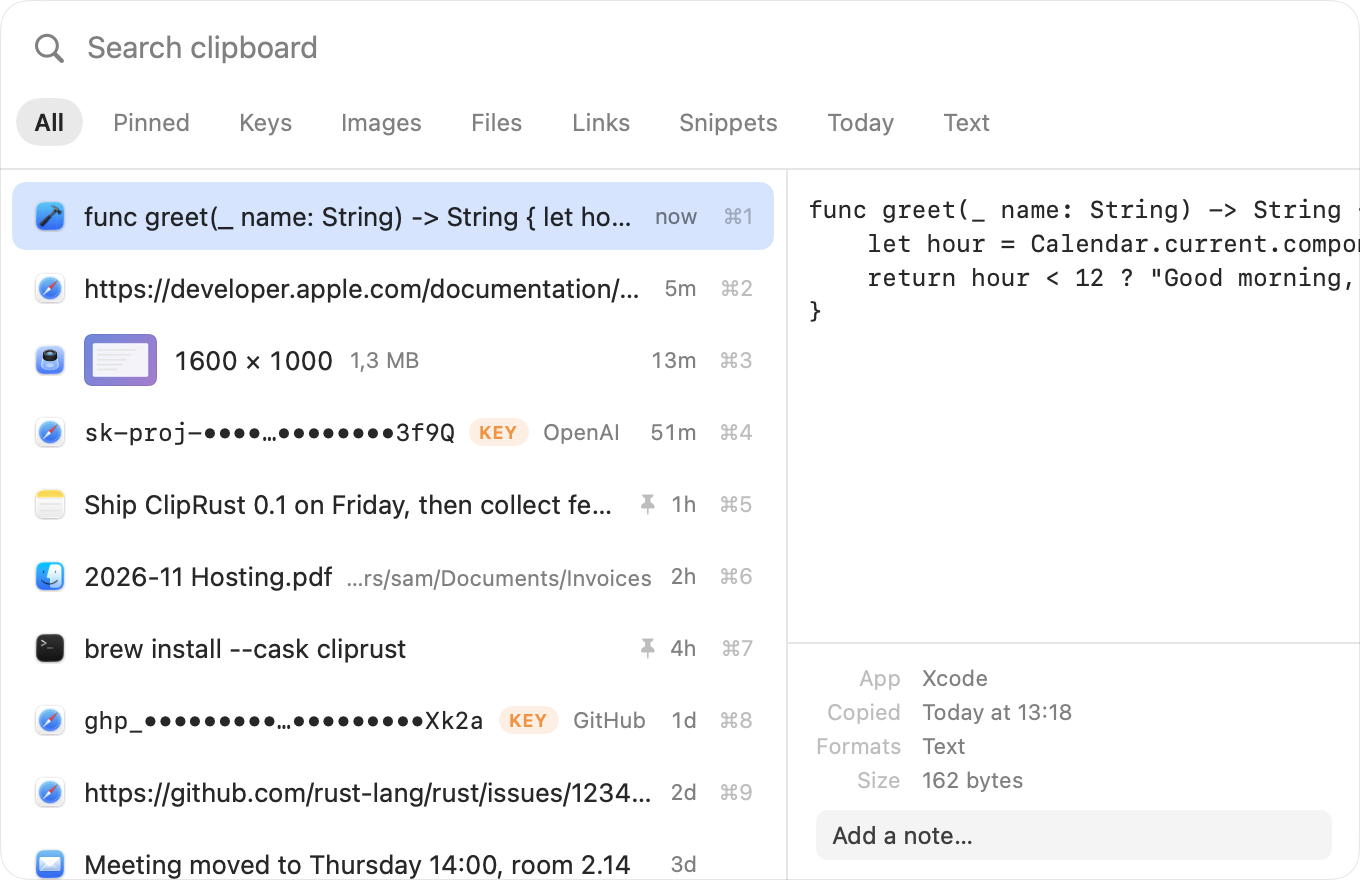 Search clipboard
All Pinned Keys Images Files Links Snippets Today Text
func greet(_ name: String) -> String { let ho... now ⌘1
https://developer.apple.com/documentation/... 5m ⌘2
1600 × 1000 1,3 MB 13m ⌘3
sk-proj-●●●●…●●●●●●●●3f9Q KEY OpenAI 51m ⌘4
Ship ClipRust 0.1 on Friday, then collect fe... 1h ⌘5
2026-11 Hosting.pdf ...rs/sam/Documents/Invoices 2h ⌘6
brew install --cask cliprust 4h ⌘7
ghp_●●●●●●●●●…●●●●●●●●●Xk2a KEY GitHub 1d ⌘8
https://github.com/rust-lang/rust/issues/1234... 2d ⌘9
Meeting moved to Thursday 14:00, room 2.14 3d
func greet(_ name: String) -> String
    let hour = Calendar.current.compo
    return hour < 12 ? "Good morning,
}
App Xcode
Copied Today at 13:18
Formats Text
Size 162 bytes
Add a note...